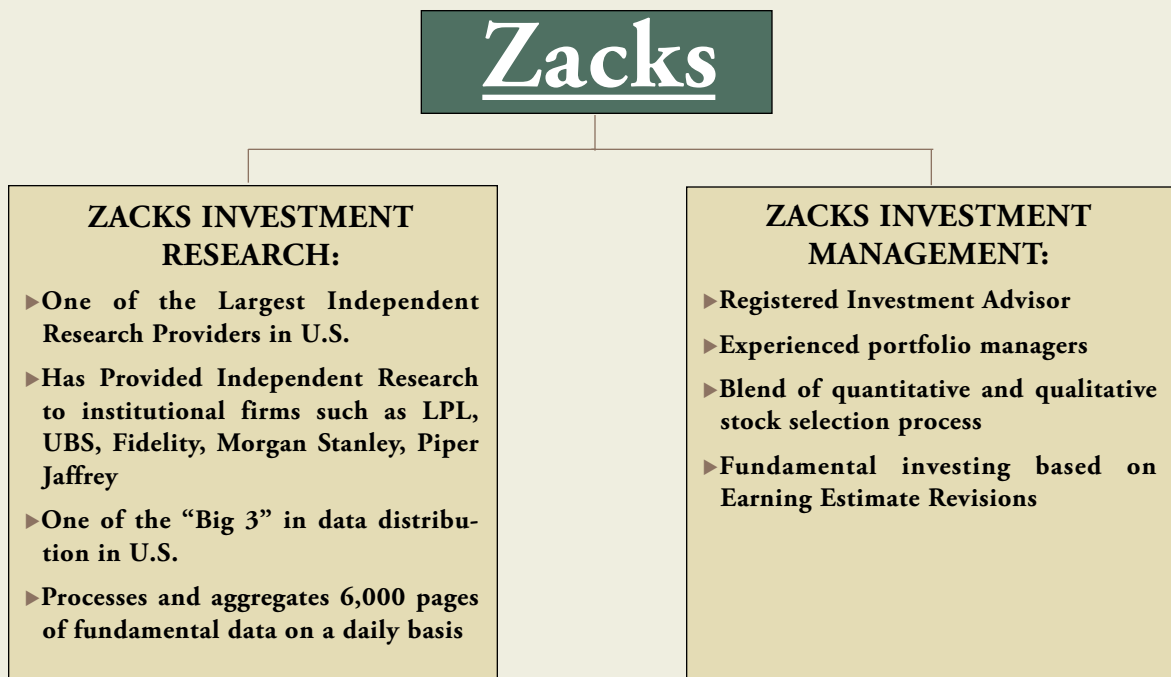 Zacks
ZACKS INVESTMENT
RESEARCH:
▶One of the Largest Independent
Research Providers in U.S.
▶Has Provided Independent Research
to institutional firms such as LPL,
UBS, Fidelity, Morgan Stanley, Piper
Jaffrey
▶One of the “Big 3” in data distribu-
tion in U.S.
▶Processes and aggregates 6,000 pages
of fundamental data on a daily basis
ZACKS INVESTMENT
MANAGEMENT:
▶Registered Investment Advisor
▶Experienced portfolio managers
▶Blend of quantitative and qualitative
stock selection process
▶Fundamental investing based on
Earning Estimate Revisions